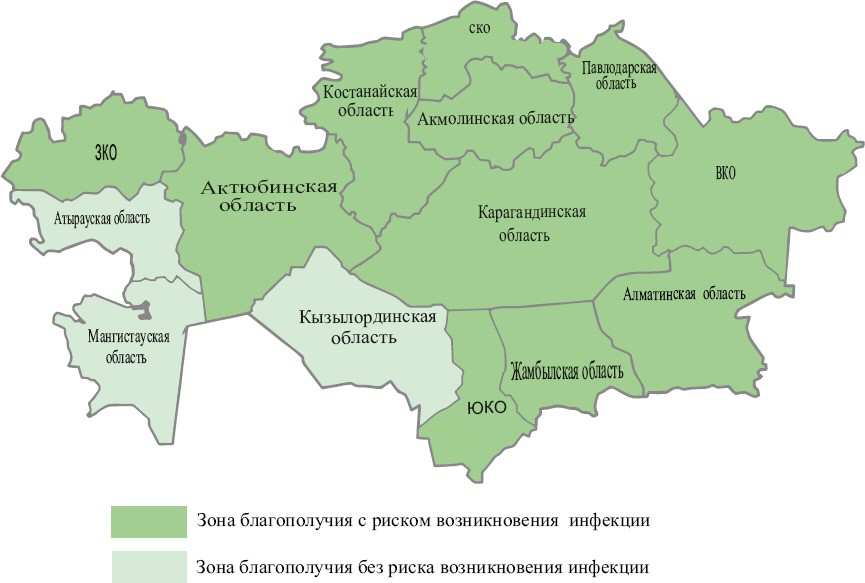 ско
Павлодарская
область
Костанайская
область
Акмолинская область
ЗКО
ВКО
Актюбинская
область
Атырауская область
Карагандинская
область
Алматинская область
Кызылординская
область
Мангистауская
область
Жамбылская область
ЮКО
Зона благополучия с риском возникновения инфекции
Зона благополучия без риска возникновения инфекции